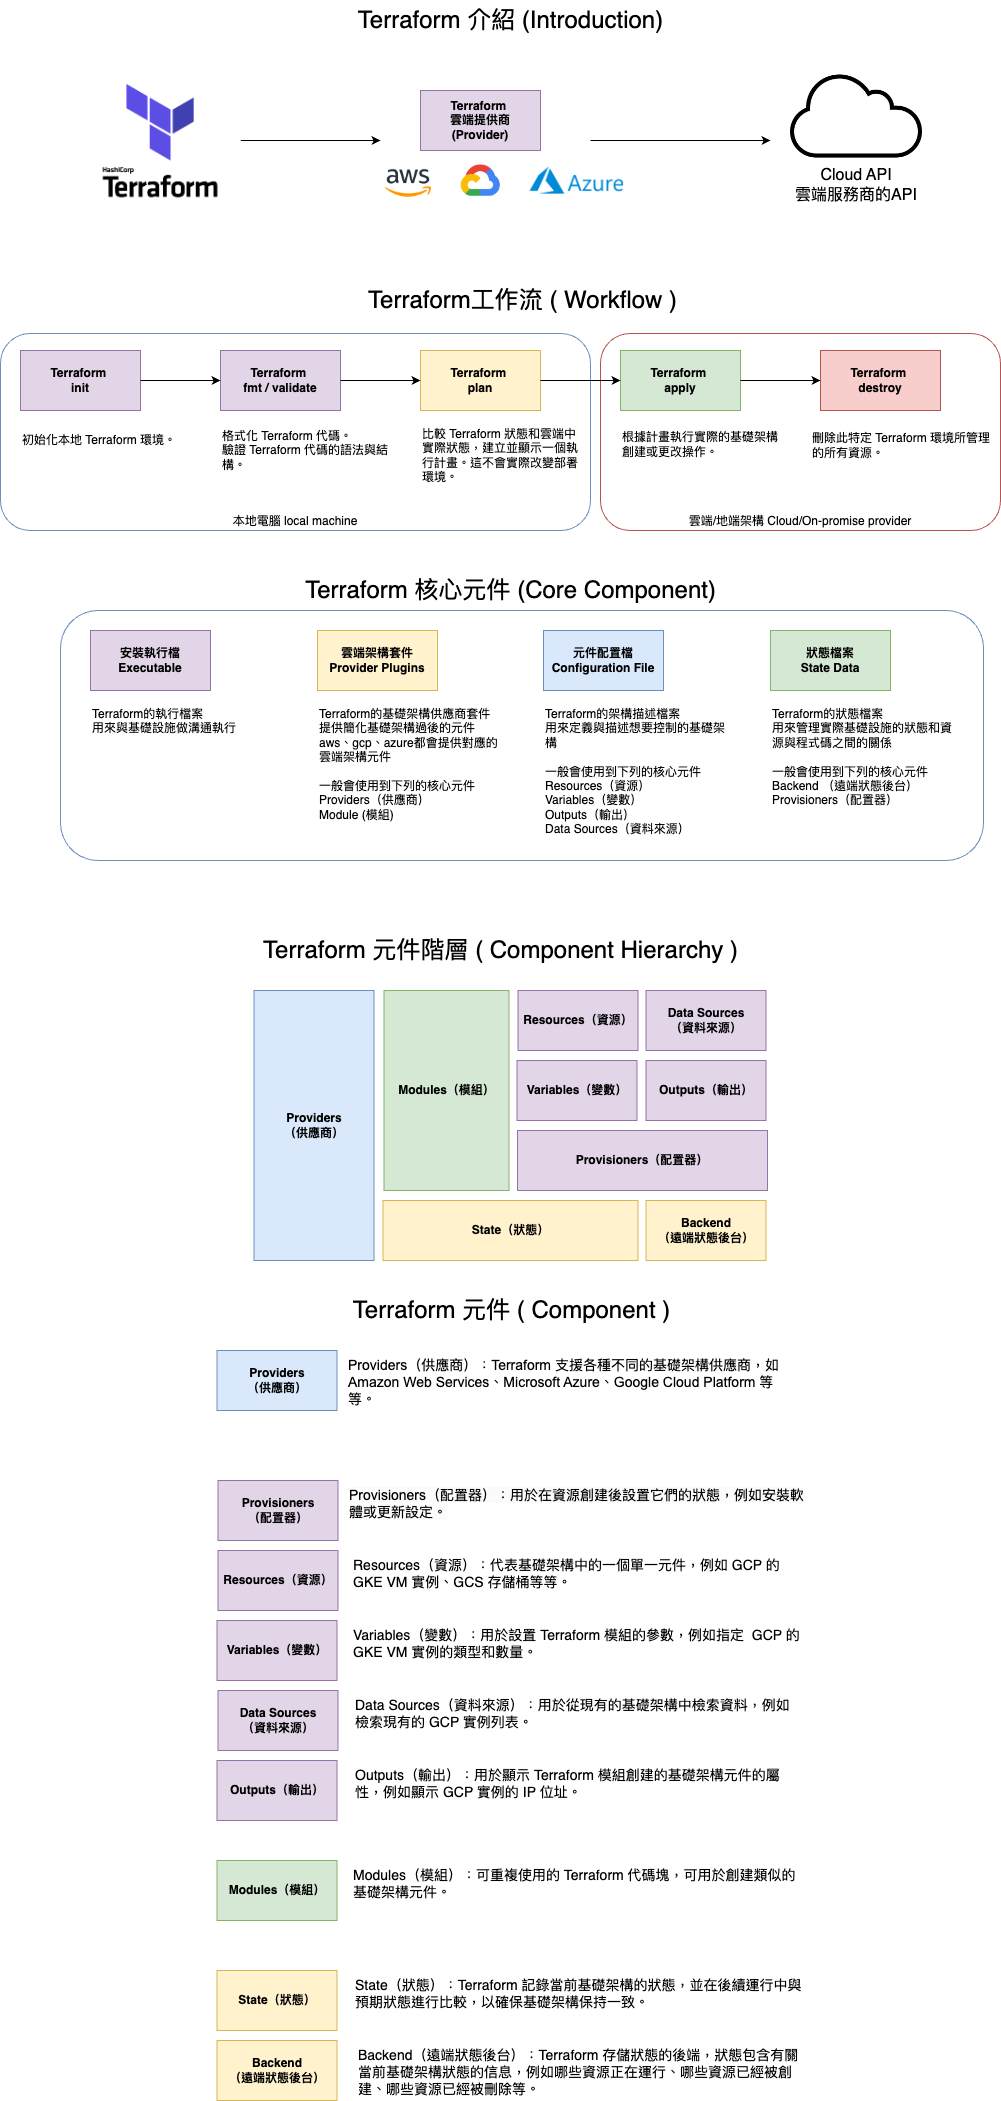 Terraform 介紹 (Introduction)
HashiCorp
Terraform
Terraform
雲端提供商
(Provider)
aws
Azure
Cloud API
雲端服務商的API
Terraform工作流 ( Workflow )
Terraform
init
Terraform
fmt / validate
Terraform
plan
Terraform
apply
Terraform
destroy
初始化本地 Terraform 環境。
格式化 Terraform 代碼。
驗證 Terraform 代碼的語法與結
構。
比較 Terraform 狀態和雲端中
實際狀態，建立並顯示一個執
行計畫。這不會實際改變部署
環境。
根據計畫執行實際的基礎架構
創建或更改操作。
刪除此特定 Terraform 環境所管理
的所有資源。
本地電腦 local machine
雲端/地端架構 Cloud/On-promise provider
Terraform 核心元件 (Core Component)
安裝執行檔
Executable
Terraform的執行檔案
用來與基礎設施做溝通執行
雲端架構套件
Provider Plugins
Terraform的基礎架構供應商套件
提供簡化基礎架構過後的元件
aws、gcp、azure都會提供對應的
雲端架構元件
一般會使用到下列的核心元件
Providers（供應商）
Module (模組)
元件配置檔
Configuration File
Terraform的架構描述檔案
用來定義與描述想要控制的基礎架
構
一般會使用到下列的核心元件
Resources（資源）
Variables（變數）
Outputs（輸出）
Data Sources（資料來源）
狀態檔案
State Data
Terraform的狀態檔案
用來管理實際基礎設施的狀態和資
源與程式碼之間的關係
一般會使用到下列的核心元件
Backend （遠端狀態後台）
Provisioners（配置器）
Terraform 元件階層 ( Component Hierarchy )
Providers
（供應商）
Modules（模組）
Resources（資源）
Data Sources
（資料來源）
Variables（變數）
Outputs（輸出）
Provisioners（配置器）
State（狀態）
Backend
（遠端狀態後台）
Terraform 元件 ( Component )
Providers
（供應商）
Providers（供應商）：Terraform 支援各種不同的基礎架構供應商，如
Amazon Web Services、Microsoft Azure、Google Cloud Platform 等
等。
Provisioners
（配置器）
Provisioners（配置器）：用於在資源創建後設置它們的狀態，例如安裝軟
體或更新設定。
Resources（資源）
Resources（資源）：代表基礎架構中的一個單一元件，例如 GCP 的
GKE VM 實例、GCS 存儲桶等等。
Variables（變數）
Variables（變數）：用於設置 Terraform 模組的參數，例如指定 GCP 的
GKE VM 實例的類型和數量。
Data Sources
（資料來源）
Data Sources（資料來源）：用於從現有的基礎架構中檢索資料，例如
檢索現有的 GCP 實例列表。
Outputs（輸出）
Outputs（輸出）：用於顯示 Terraform 模組創建的基礎架構元件的屬
性，例如顯示 GCP 實例的 IP 位址。
Modules（模組）
Modules（模組）：可重複使用的 Terraform 代碼塊，可用於創建類似的
基礎架構元件。
State（狀態）
State（狀態）：Terraform 記錄當前基礎架構的狀態，並在後續運行中與
預期狀態進行比較，以確保基礎架構保持一致。
Backend
（遠端狀態後台）
Backend（遠端狀態後台）：Terraform 存儲狀態的後端，狀態包含有關
當前基礎架構狀態的信息，例如哪些資源正在運行、哪些資源已經被創
建、哪些資源已經被刪除等。